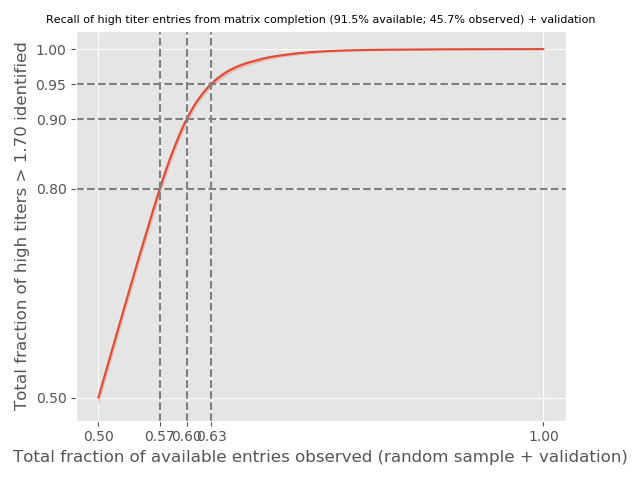 Recall of high titer entries from matrix completion (91.5% available; 45.7% observed) + validation
Total fraction of high titers > 1.70 identified
1.00
0.95
0.90
0.80
0.50
0.50 0.57 0.60 0.63 1.00
Total fraction of available entries observed (random sample + validation)